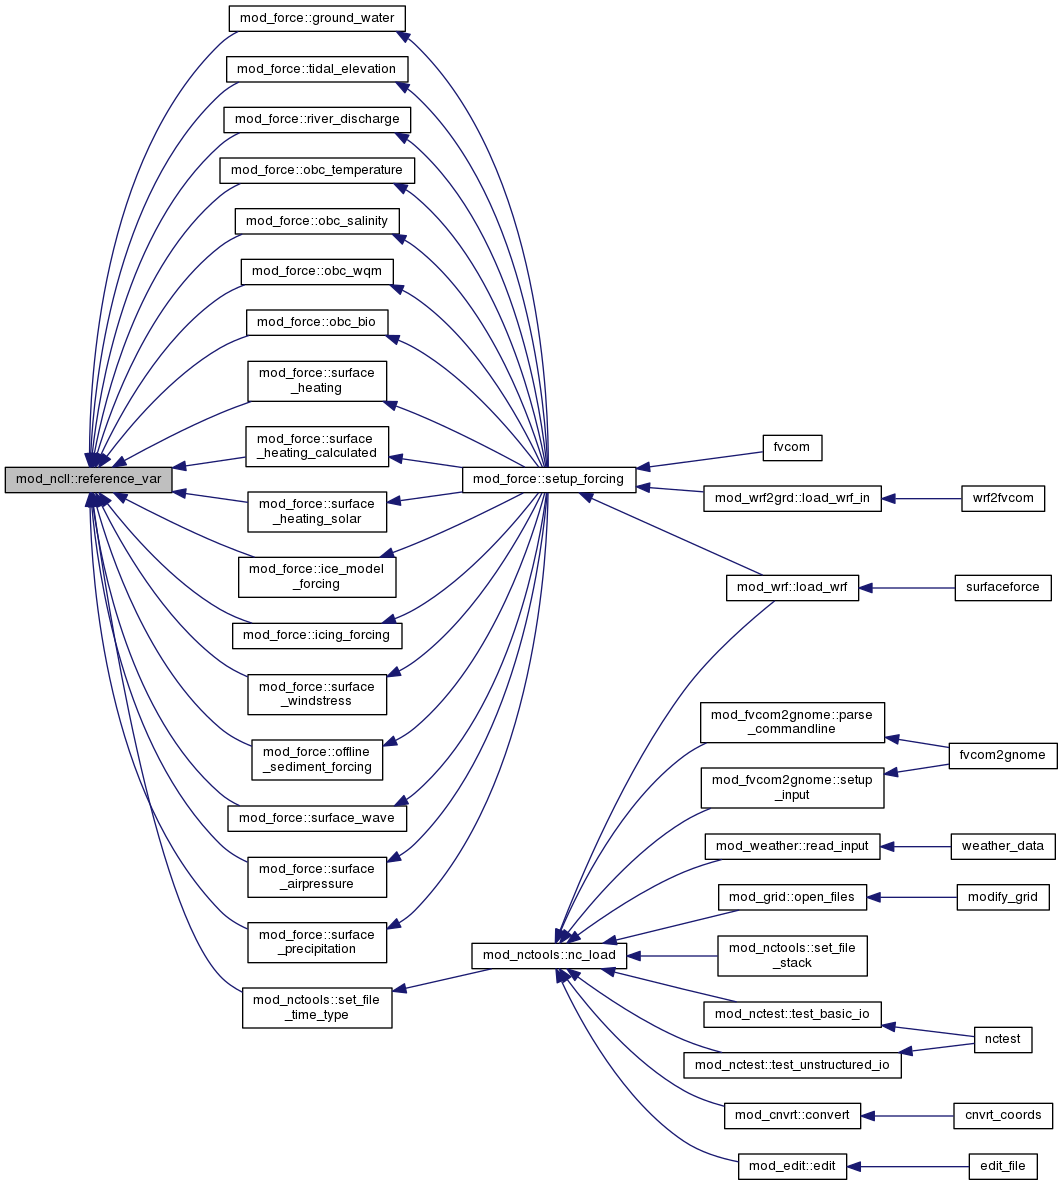 mod_force::ground_water
mod_force::tidal_elevation
mod_force::river_discharge
mod_force::obc_temperature
mod_force::obc_salinity
mod_force::obc_wqm
mod_force::obc_bio
mod_force::surface
_heating
mod_force::surface
_heating_calculated
mod_ncll::reference_var
mod_force::surface
_heating_solar
mod_force::ice_model
_forcing
mod_force::icing_forcing
mod_force::surface
_windstress
mod_force::offline
_sediment_forcing
mod_force::surface_wave
mod_force::surface
_airpressure
mod_force::surface
_precipitation
mod_nctools::set_file
_time_type
mod_force::setup_forcing
mod_nctools::nc_load
fvcom
mod_wrf2grd::load_wrf_in
wrf2fvcom
mod_wrf::load_wrf
surfaceforce
mod_fvcom2gnome::parse
_commandline
mod_fvcom2gnome::setup
_input
fvcom2gnome
mod_weather::read_input
weather_data
mod_grid::open_files
modify_grid
mod_nctools::set_file
_stack
mod_nctest::test_basic_io
mod_nctest::test_unstructured_io
nctest
mod_cnvrt::convert
cnvrt_coords
mod_edit::edit
edit_file